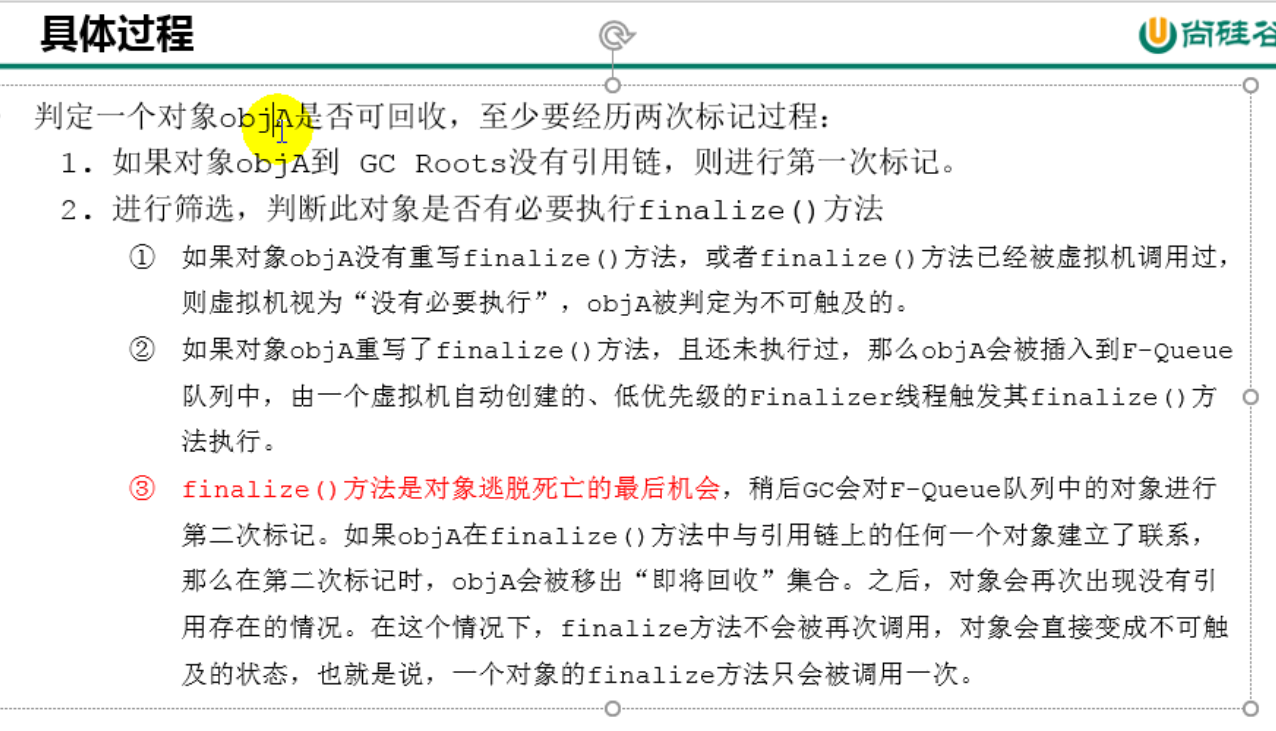 具体过程
尚硅谷
判定一个对象objA是否可回收，至少要经历两次标记过程：
1. 如果对象objA到 GC Roots没有引用链，则进行第一次标记。
2. 进行筛选，判断此对象是否有必要执行finalize()方法
① 如果对象objA没有重写finalize()方法，或者finalize()方法已经被虚拟机调用过，
则虚拟机视为“没有必要执行”，objA被判定为不可触及的。
② 如果对象objA重写了finalize()方法，且还未执行过，那么objA会被插入到F-Queue
队列中，由一个虚拟机自动创建的、低优先级的Finalizer线程触发其finalize()方
法执行。
③ finalize()方法是对象逃脱死亡的最后机会，稍后GC会对F-Queue队列中的对象进行
第二次标记。如果objA在finalize()方法中与引用链上的任何一个对象建立了联系，
那么在第二次标记时，objA会被移出“即将回收”集合。之后，对象会再次出现没有引
用存在的情况。在这个情况下，finalize方法不会被再次调用，对象会直接变成不可触
及的状态，也就是说，一个对象的finalize方法只会被调用一次。